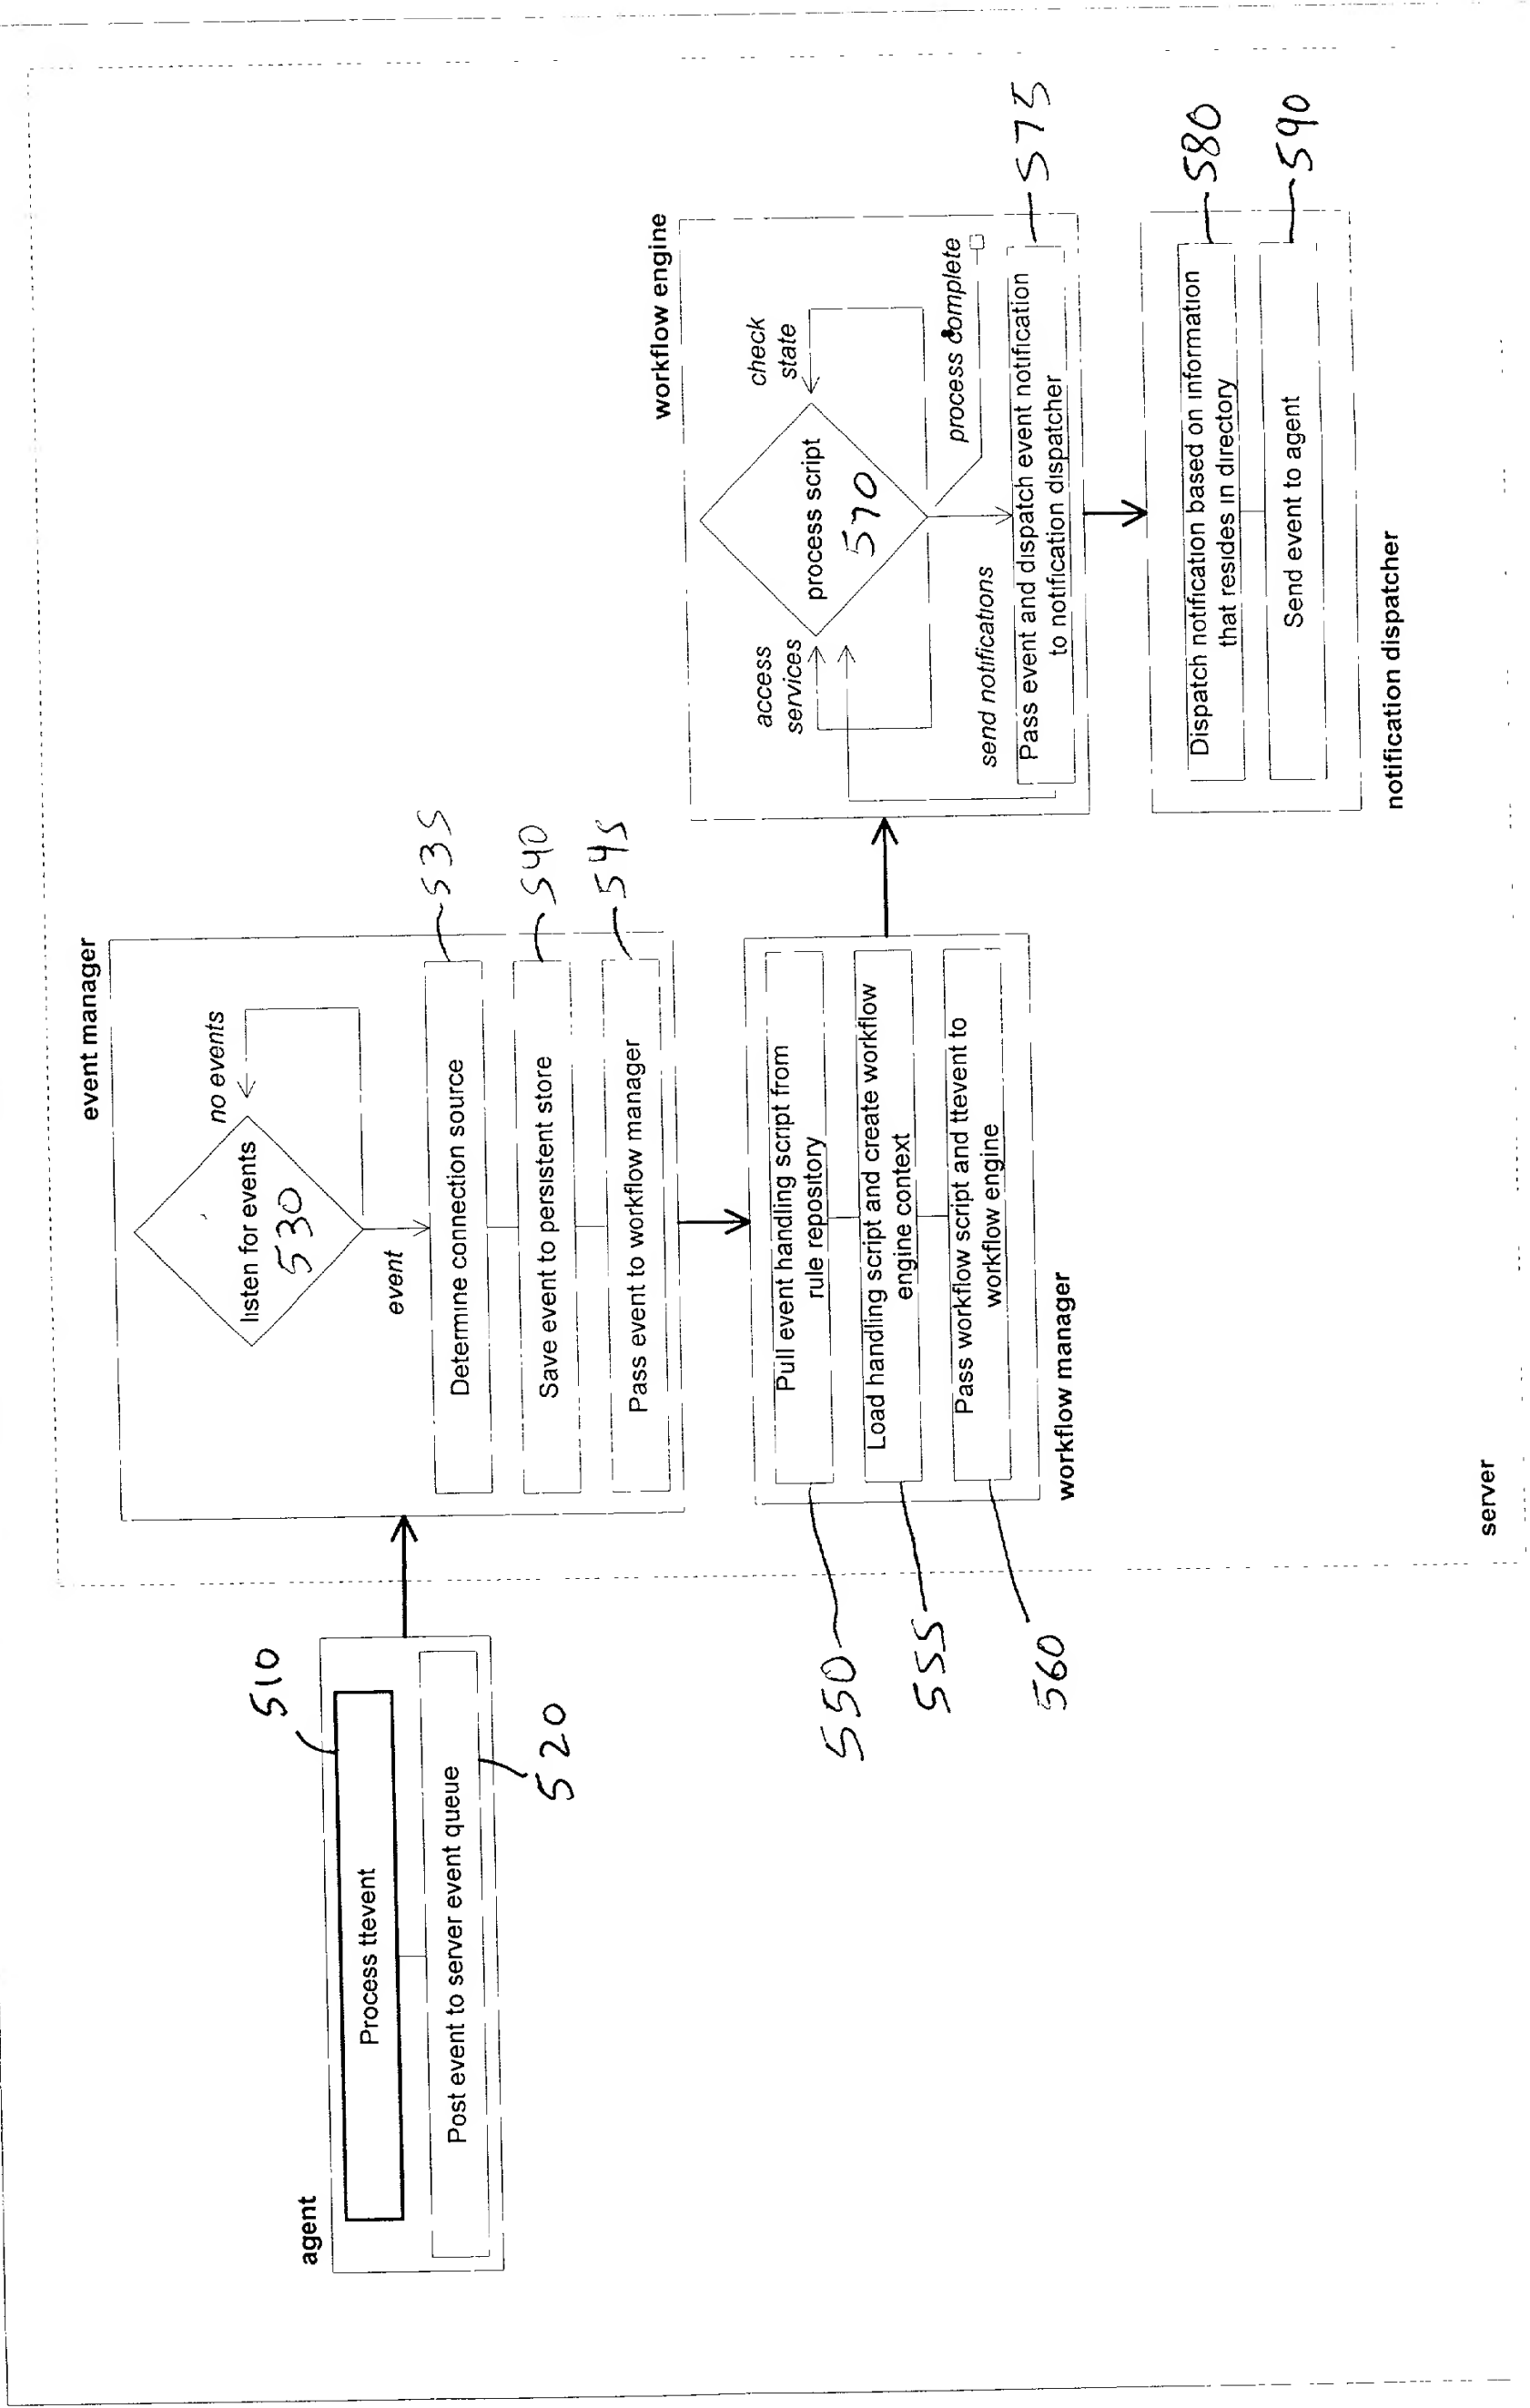 agent
Process ttevent
510
Post event to server event queue
520
event manager
listen for events
530
no events
event
Determine connection source
535
Save event to persistent store
540
Pass event to workflow manager
545
Pull event handling script from
rule repository
550
Load handling script and create workflow
engine context
555
Pass workflow script and ttevent to
workflow engine
560
workflow manager
workflow engine
process script
570
check
state
access
services
process complete
send notifications
Pass event and dispatch event notification
to notification dispatcher
575
Dispatch notification based on information
that resides in directory
580
Send event to agent
590
notification dispatcher
server